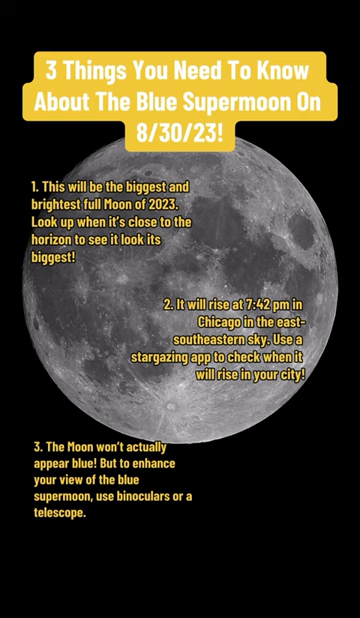 3 Things You Need To Know
About The Blue Supermoon On
8/30/23!
1. This will be the biggest and
brightest full Moon of 2023.
Look up when it's close to the
horizon to see it look its
biggest!
2. It will rise at 7:42 pm in
Chicago in the east-
southeastern sky. Use a
stargazing app to check when it
will rise in your city!
3. The Moon won't actually
appear blue! But to enhance
your view of the blue
supermoon, use binoculars or a
telescope.